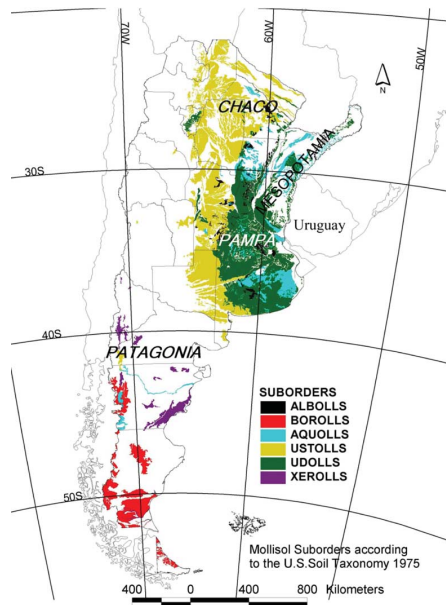 70W
60W
50W
N
CHACO
MESOPOTAMIA
30S
Uruguay
PAMPA
40S
PATAGONIA
SUBORDERS
ALBOLLS
BOROLLS
AQUOLLS
USTOLLS
UDOLLS
XEROLLS
50S
Mollisol Suborders according
to the U.S.Soil Taxonomy 1975
400 0 400 800 Kilometers